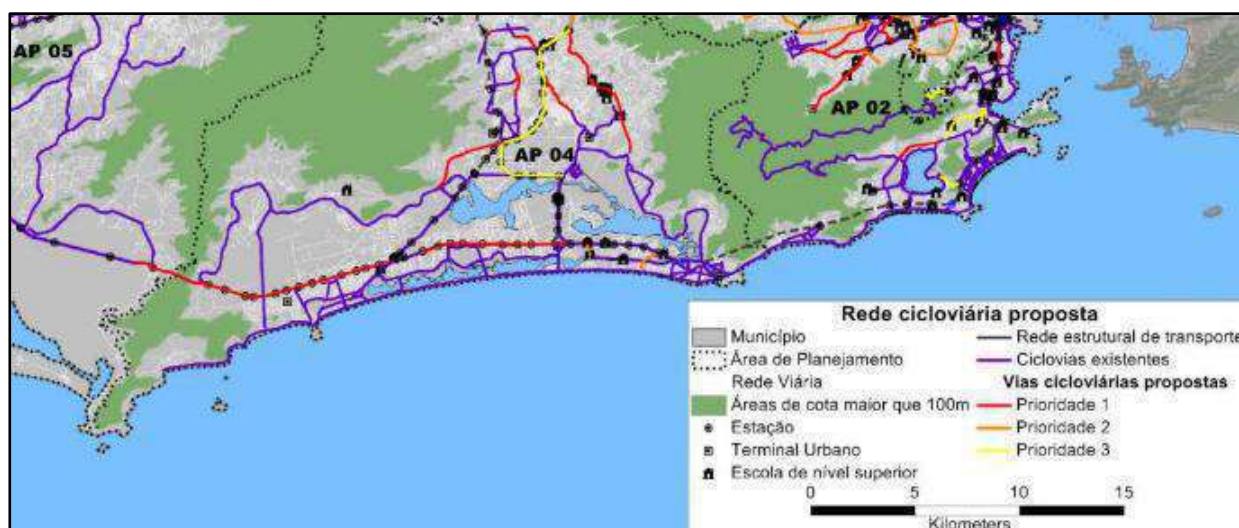 AP 05
AP 02
AP 04
Rede cicloviária proposta
Município
Área de Planejamento
Rede Viária
Áreas de cota maior que 100m
Estação
Terminal Urbano
Escola de nível superior
Rede estrutural de transporte
Ciclovias existentes
Vias cicloviárias propostas
Prioridade 1
Prioridade 2
Prioridade 3
0 5 10 15
Kilometers